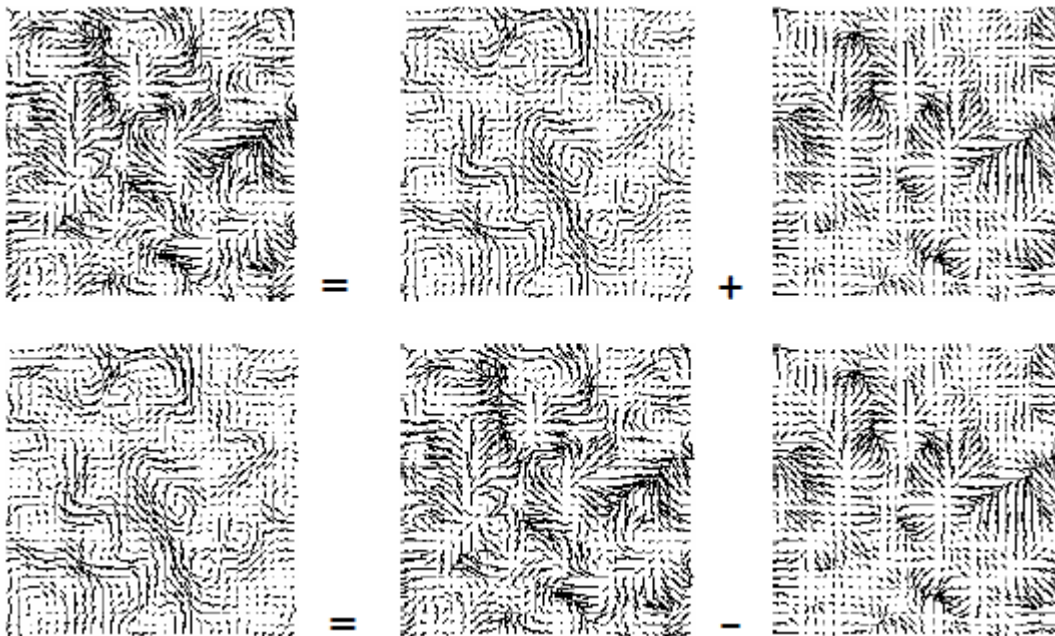 = +
= -